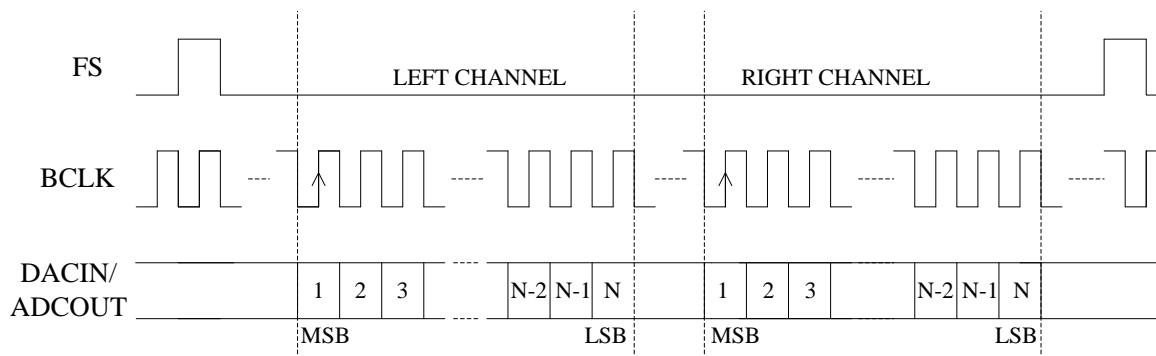 FS
LEFT CHANNEL
RIGHT CHANNEL
BCLK
DACIN/
ADCOUT
1 2 3 N-2 N-1 N 1 2 3 N-2 N-1 N
MSB LSB MSB LSB